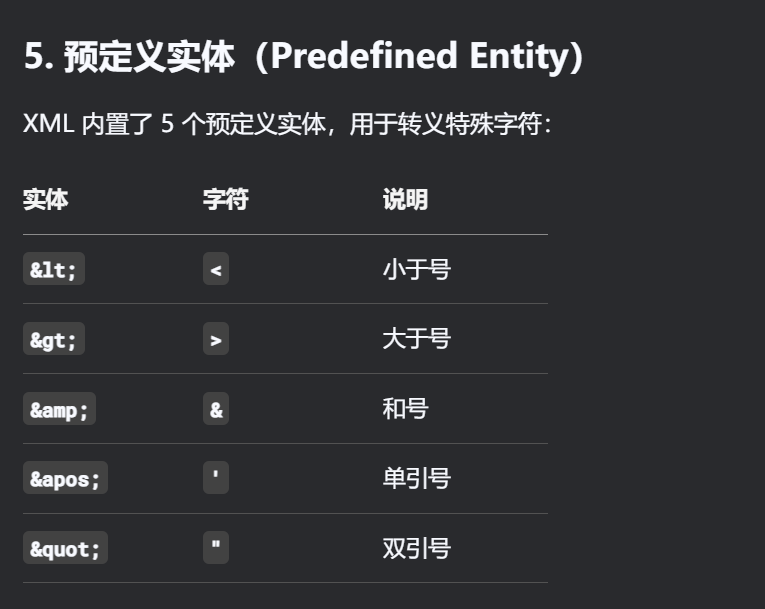 5. 预定义实体（Predefined Entity）
XML 内置了 5 个预定义实体，用于转义特殊字符：
实体 字符 说明
&lt; < 小于号
&gt; > 大于号
&amp; & 和号
&apos; ' 单引号
&quot; " 双引号